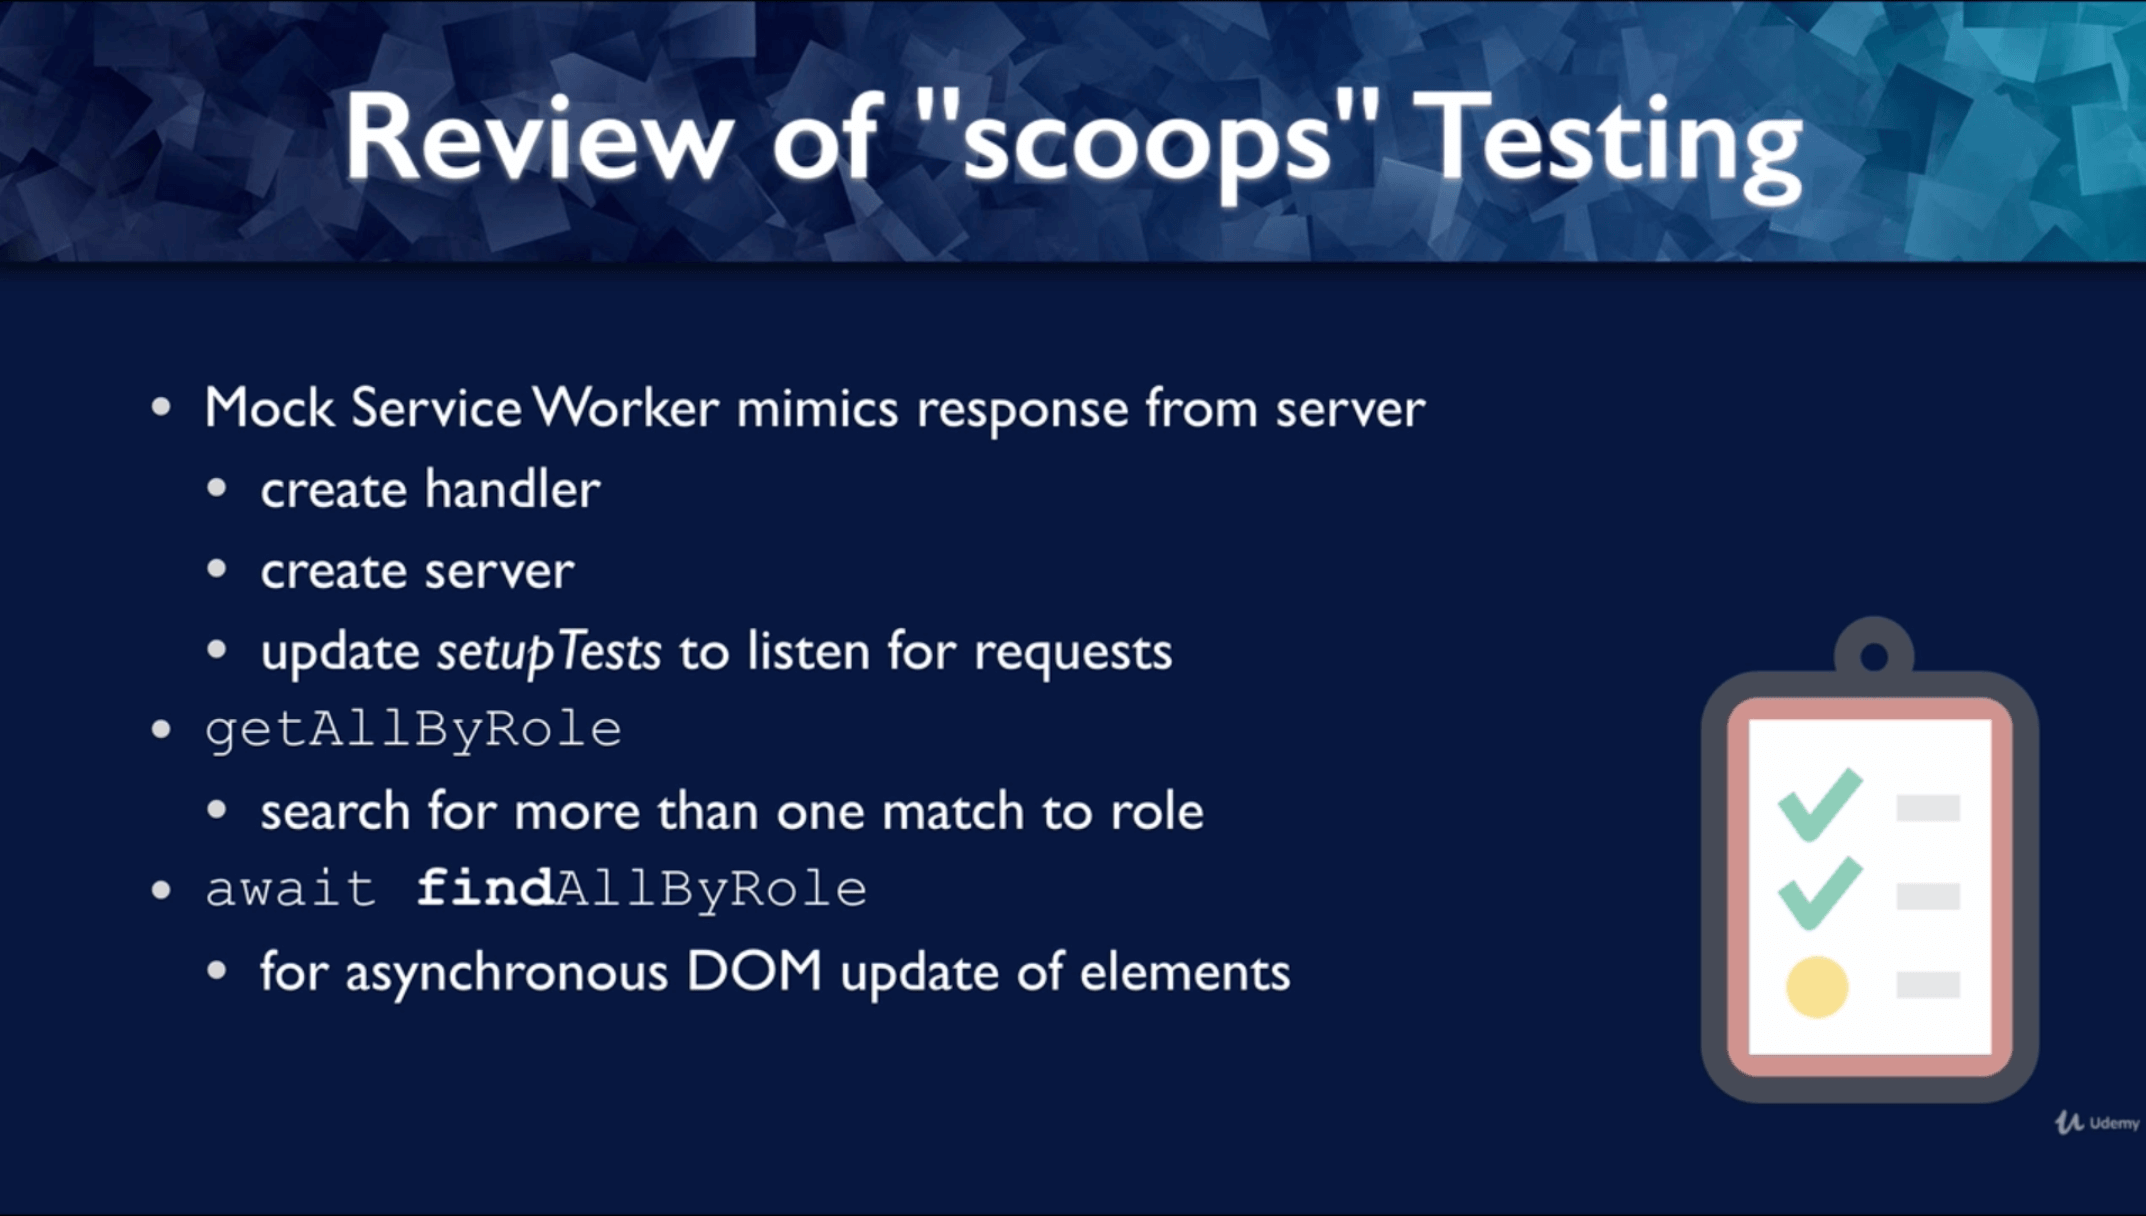 Review of "scoops" Testing
• Mock Service Worker mimics response from server
• create handler
• create server
• update setupTests to listen for requests
• getAllByRole
• search for more than one match to role
• await findAllByRole
• for asynchronous DOM update of elements
Udemy